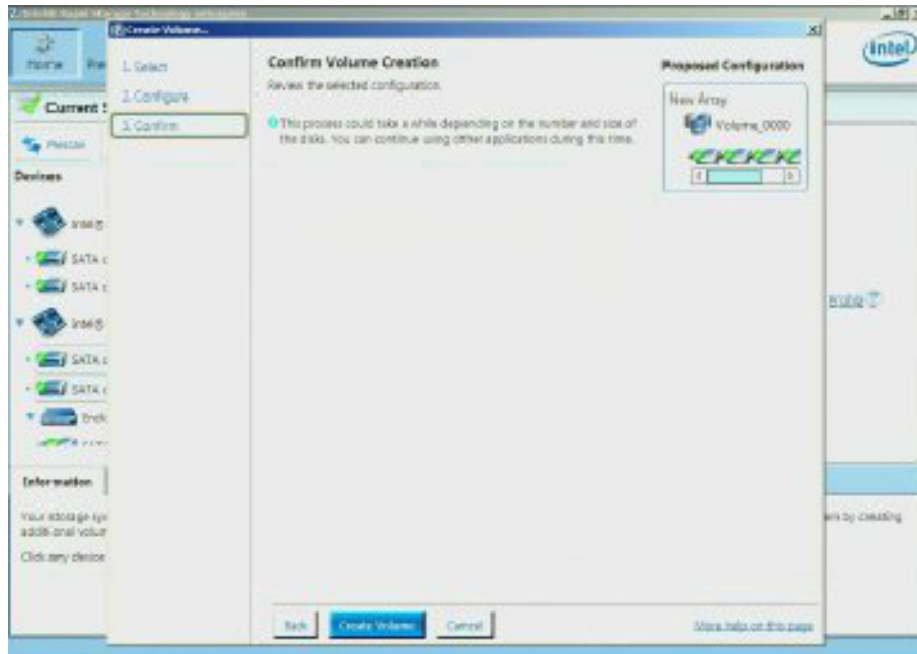 Create Volume...
intel
Home
1. Select
2. Configure
3. Confirm
Confirm Volume Creation
Review the selected configuration.
This process could take a while depending on the number and size of
the disks. You can continue using other applications during this time.
Proposed Configuration
New Array
Volume_0000
Current
Rescan
Devices
Intel®
SATA
SATA
Intel®
SATA
SATA
Information
Your storage
by creating
additional
Click any device
Back
Create Volume
Cancel
More help on this page